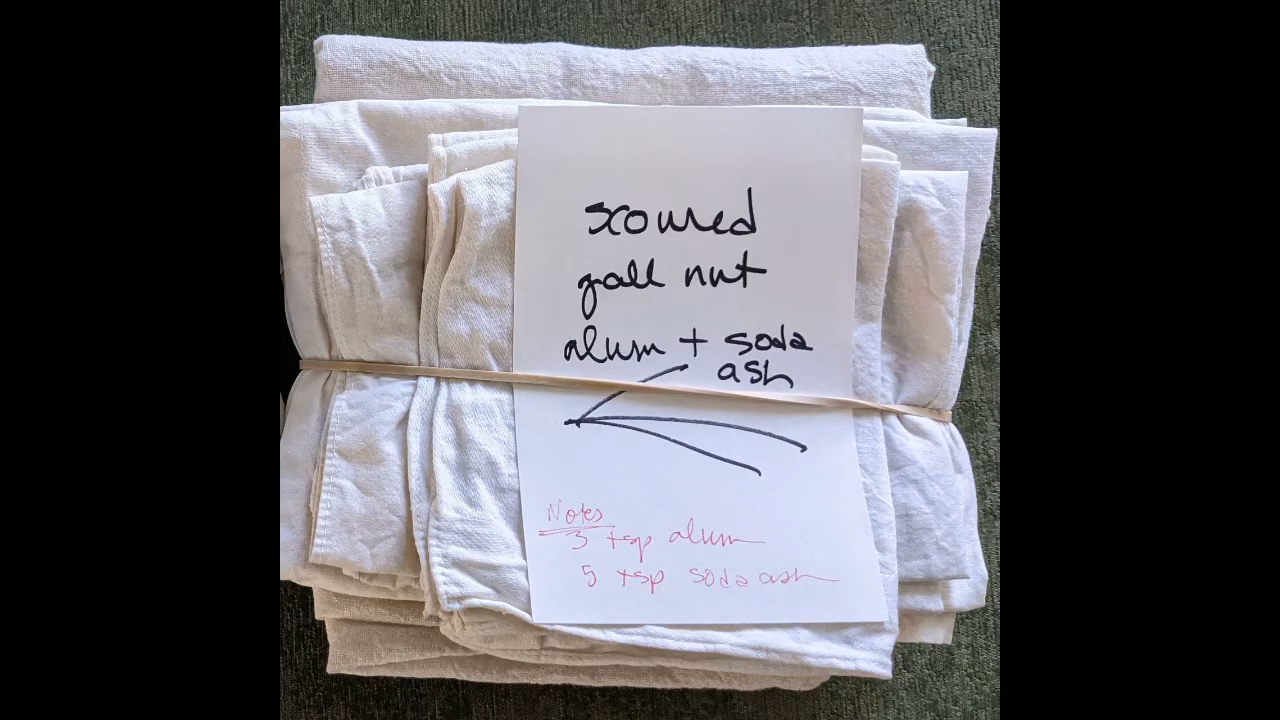 scoured
gall nut
alum + soda
ash
Notes
3 tsp alum
5 tsp soda ash